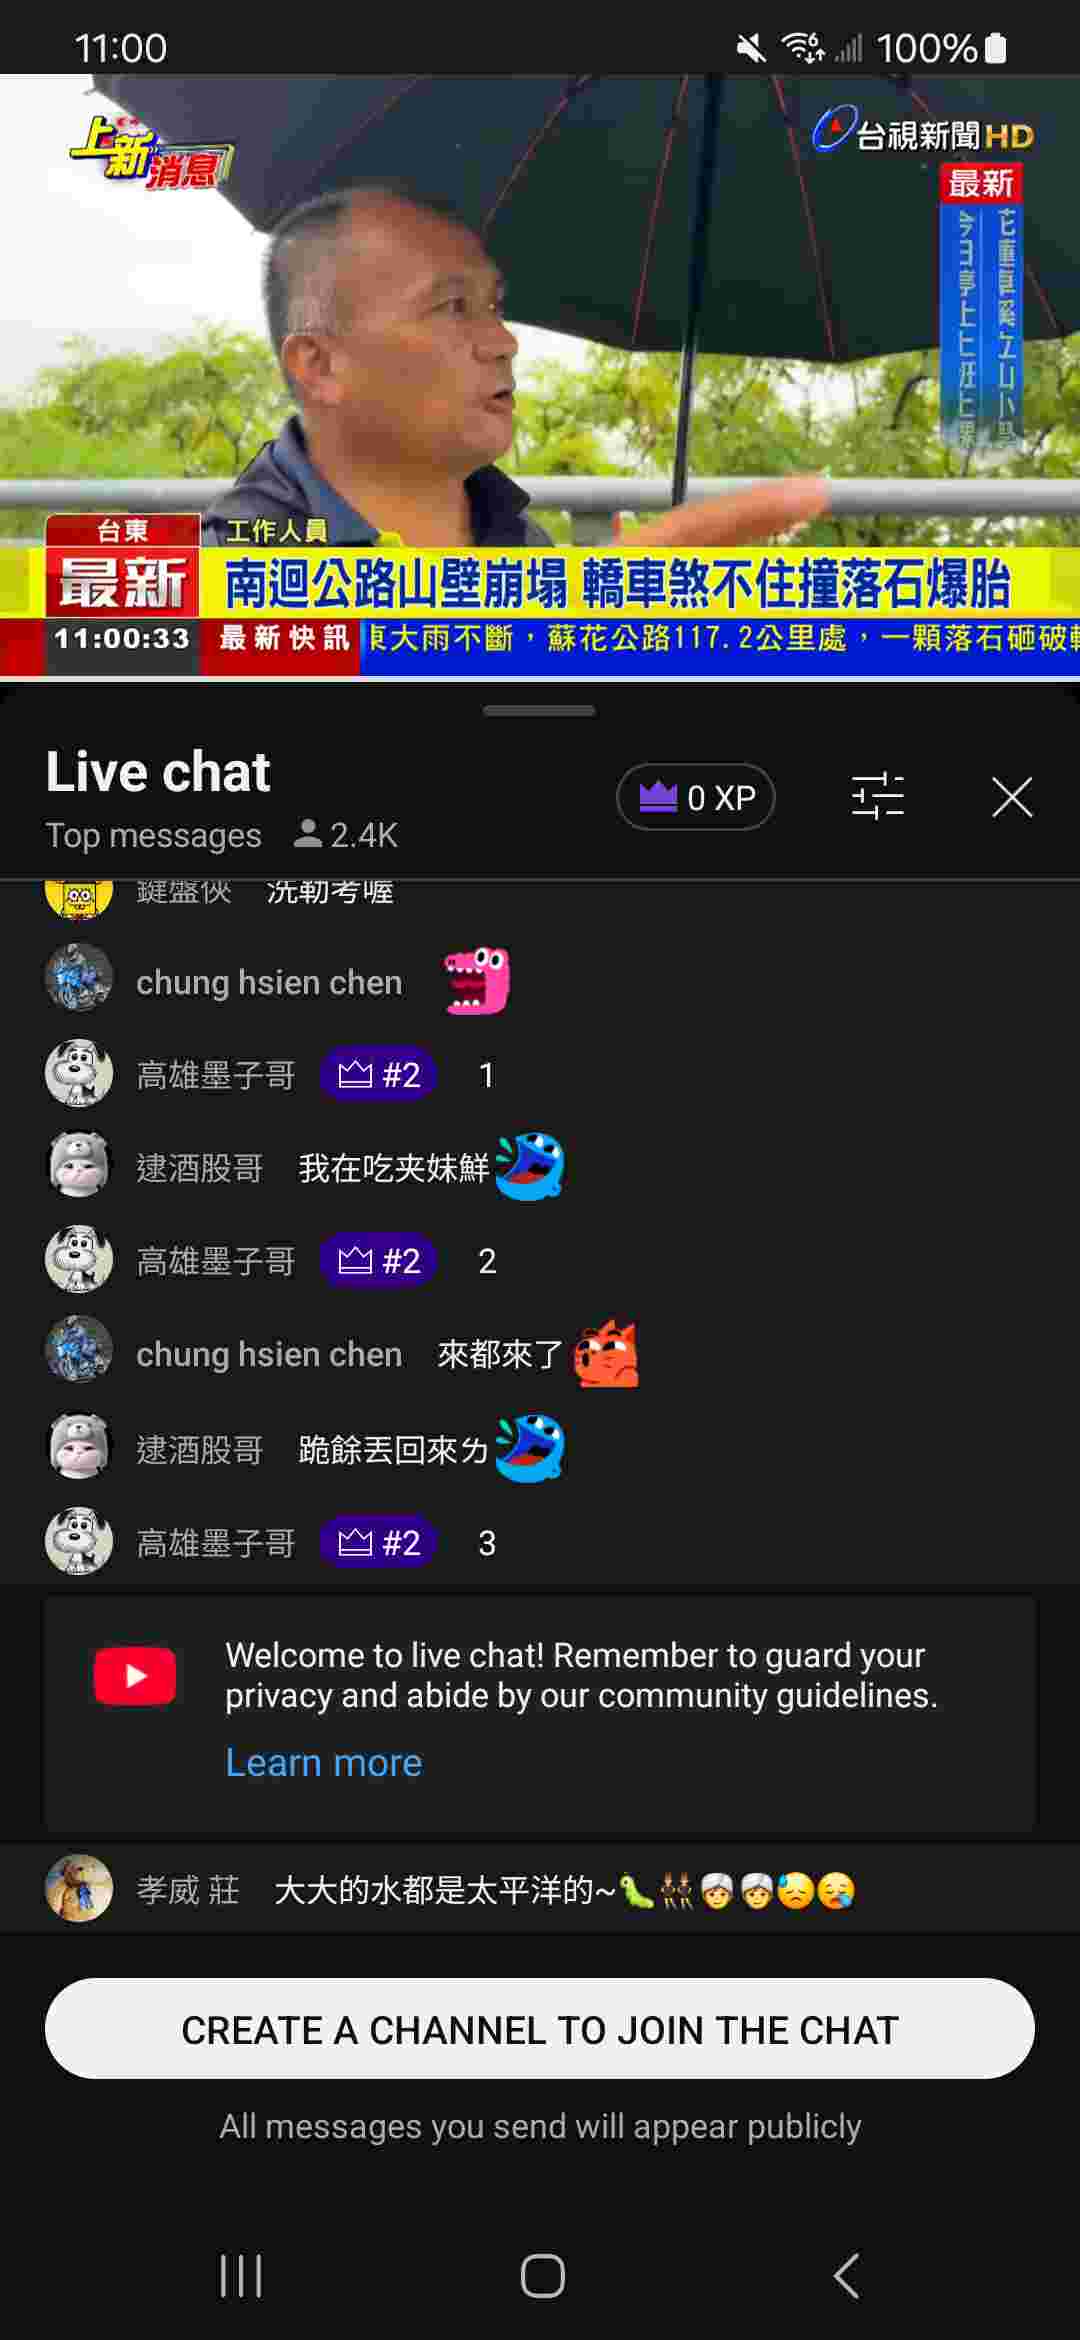 11:00
100%
上新
消息
台視新聞HD
最新
今日停止上班上課
台東
工作人員
最新
南迴公路山壁崩塌 轎車煞不住撞落石爆胎
11:00:33
最新快訊
東大雨不斷，蘇花公路117.2公里處，一顆落石砸破
Live chat
0 XP
Top messages
2.4K
鍵盤俠 洗勒考喔
chung hsien chen
高雄墨子哥 #2 1
逮酒股哥 我在吃夹妹鮮
高雄墨子哥 #2 2
chung hsien chen 來都來了
逮酒股哥 跪餘丟回來ㄌ
高雄墨子哥 #2 3
Welcome to live chat! Remember to guard your
privacy and abide by our community guidelines.
Learn more
孝威 莊 大大的水都是太平洋的~🐛👯🏾👳🏻👳🏻😓😪
CREATE A CHANNEL TO JOIN THE CHAT
All messages you send will appear publicly